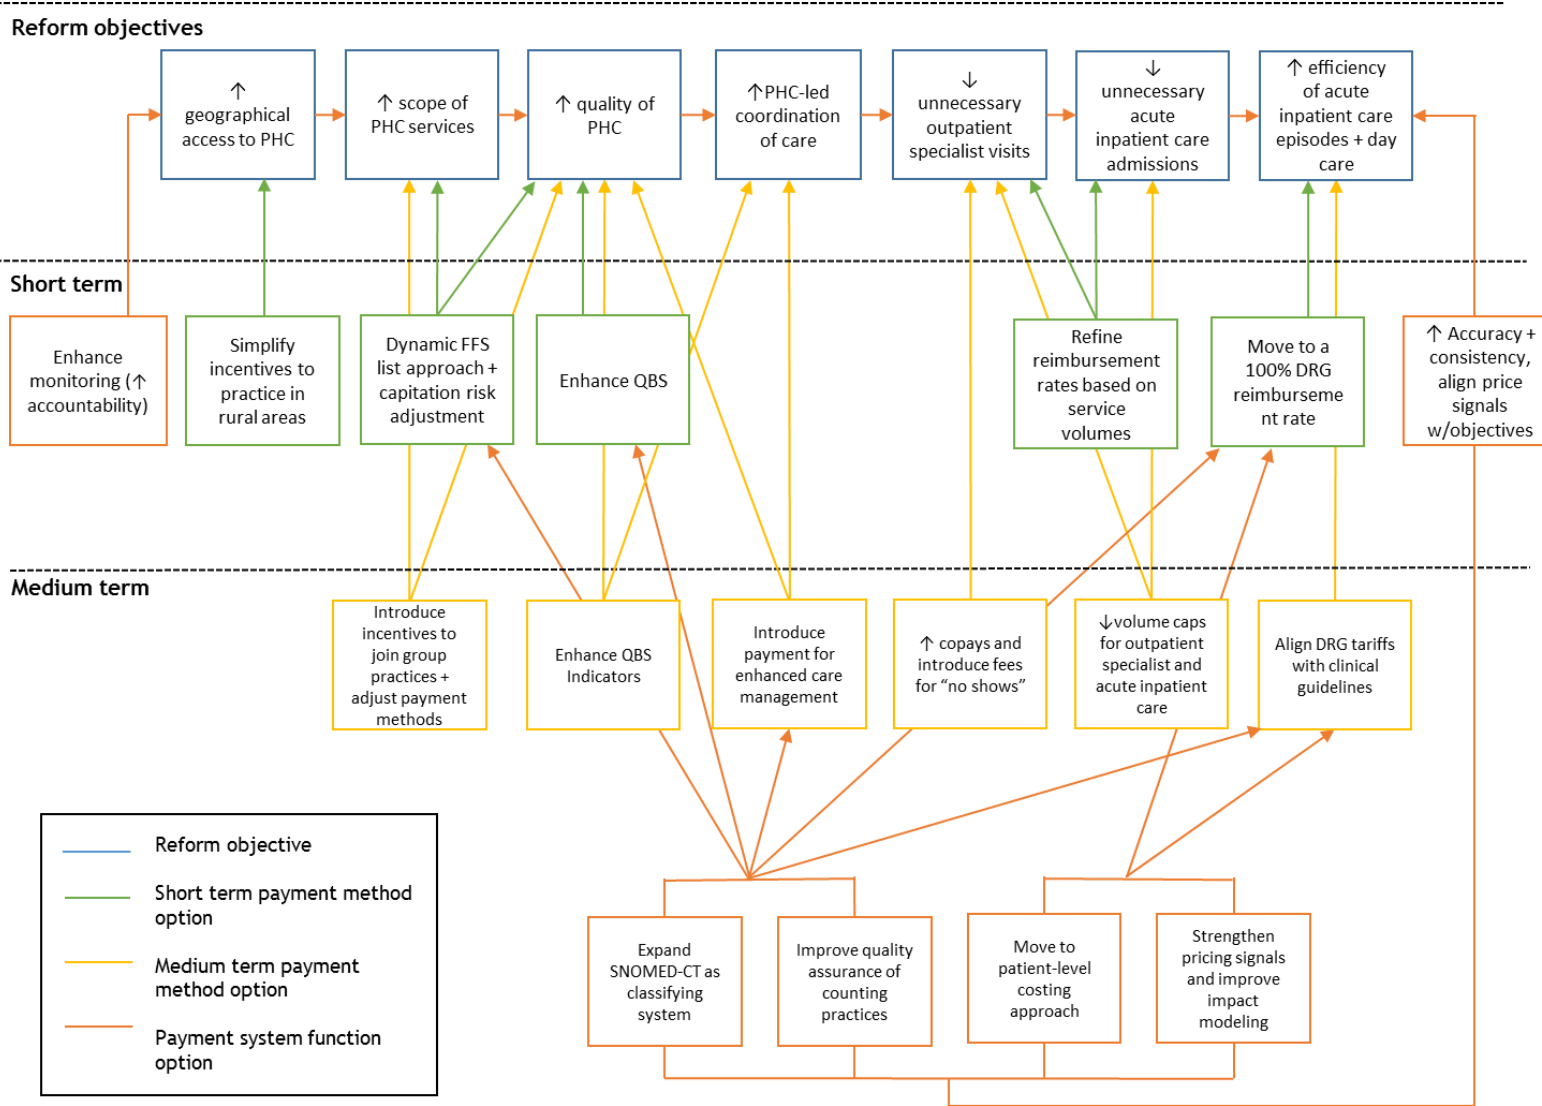 Reform objectives
↑
geographical
access to PHC
↑ scope of
PHC services
↑ quality of
PHC
↑PHC-led
coordination
of care
↓
unnecessary
outpatient
specialist visits
↓
unnecessary
acute
inpatient care
admissions
↑ efficiency
of acute
inpatient care
episodes + day
care
Short term
Enhance
monitoring (↑
accountability)
Simplify
incentives to
practice in
rural areas
Dynamic FFS
list approach +
capitation risk
adjustment
Enhance QBS
Refine
reimbursement
rates based on
service
volumes
Move to a
100% DRG
reimburseme
nt rate
↑ Accuracy +
consistency,
align price
signals
w/objectives
Medium term
Introduce
incentives to
join group
practices +
adjust payment
methods
Enhance QBS
Indicators
Introduce
payment for
enhanced care
management
↑ copays and
introduce fees
for “no shows”
↓volume caps
for outpatient
specialist and
acute inpatient
care
Align DRG tariffs
with clinical
guidelines
Reform objective
Short term payment method
option
Medium term payment
method option
Payment system function
option
Expand
SNOMED-CT as
classifying
system
Improve quality
assurance of
counting
practices
Move to
patient-level
costing
approach
Strengthen
pricing signals
and improve
impact
modeling